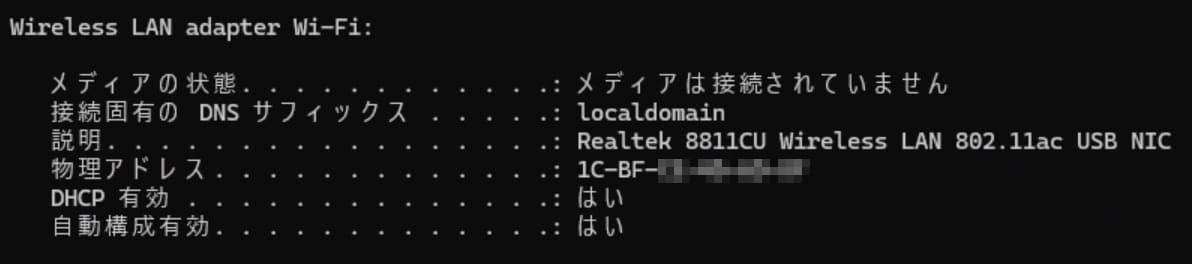 Wireless LAN adapter Wi-Fi:
メディアの状態. . . . . . . . . . . .: メディアは接続されていません
接続固有の DNS サフィックス . . . . .: localdomain
説明. . . . . . . . . . . . . . . . .: Realtek 8811CU Wireless LAN 802.11ac USB NIC
物理アドレス. . . . . . . . . . . . .: 1C-BF-
DHCP 有効 . . . . . . . . . . . . . .: はい
自動構成有効. . . . . . . . . . . . .: はい